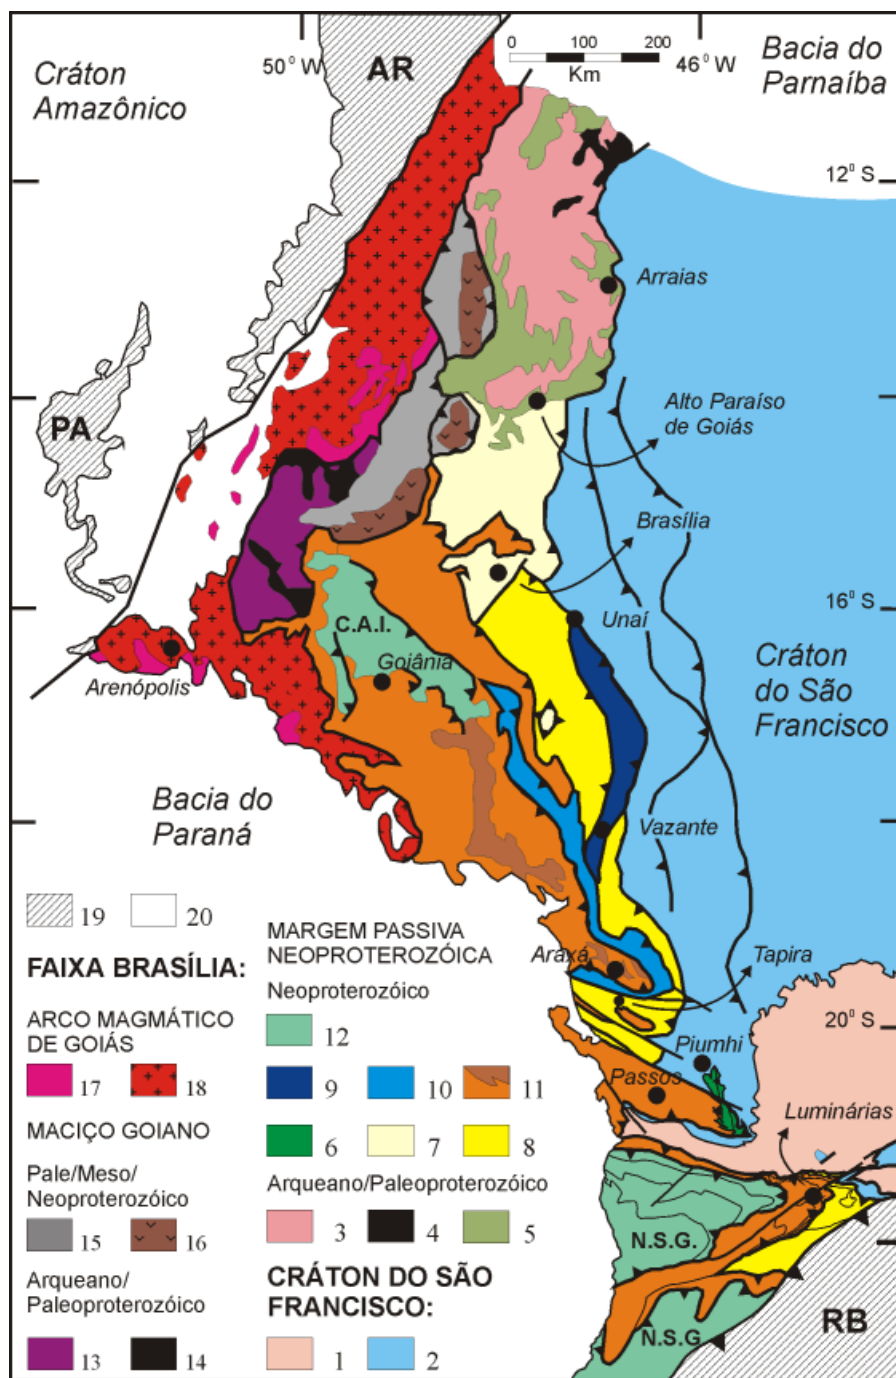 Cráton
Amazônico
50° W
AR
0 100 200
Km
46° W
Bacia do
Parnaíba
12° S
Arraias
PA
Alto Paraíso
de Goiás
Brasília
16° S
Unaí
C.A.I.
Goiânia
Arenópolis
Cráton
do São
Francisco
Bacia do
Paraná
Vazante
Araxá
Tapira
20° S
Piumhi
Passos
Luminárias
N.S.G.
N.S.G.
RB
19 20
FAIXA BRASÍLIA:
ARCO MAGMÁTICO
DE GOIÁS
17 18
MACIÇO GOIANO
Pale/Meso/
Neoproterozóico
15 16
Arqueano/
Paleoproterozóico
13 14
MARGEM PASSIVA
NEOPROTEROZÓICA
Neoproterozóico
12
9 10 11
6 7 8
Arqueano/Paleoproterozóico
3 4 5
CRÁTON DO SÃO
FRANCISCO:
1 2